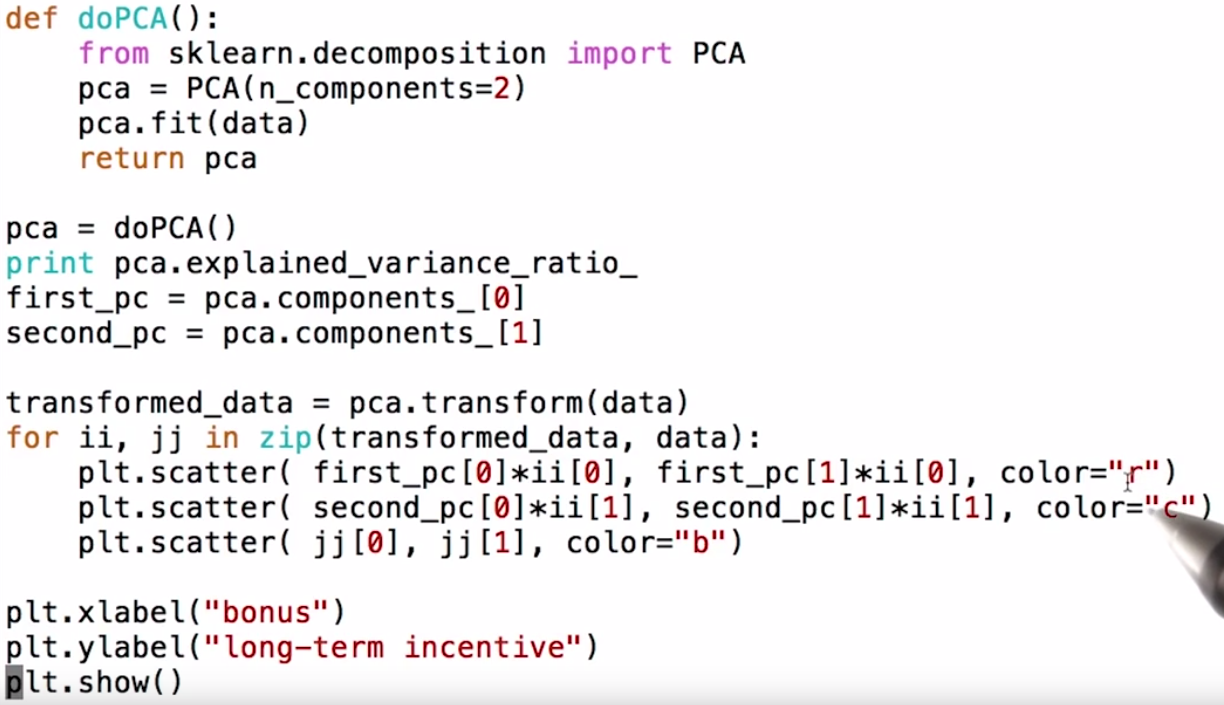 def doPCA():
    from sklearn.decomposition import PCA
    pca = PCA(n_components=2)
    pca.fit(data)
    return pca

pca = doPCA()
print pca.explained_variance_ratio_
first_pc = pca.components_[0]
second_pc = pca.components_[1]

transformed_data = pca.transform(data)
for ii, jj in zip(transformed_data, data):
    plt.scatter( first_pc[0]*ii[0], first_pc[1]*ii[0], color="r")
    plt.scatter( second_pc[0]*ii[1], second_pc[1]*ii[1], color="c")
    plt.scatter( jj[0], jj[1], color="b")

plt.xlabel("bonus")
plt.ylabel("long-term incentive")
plt.show()